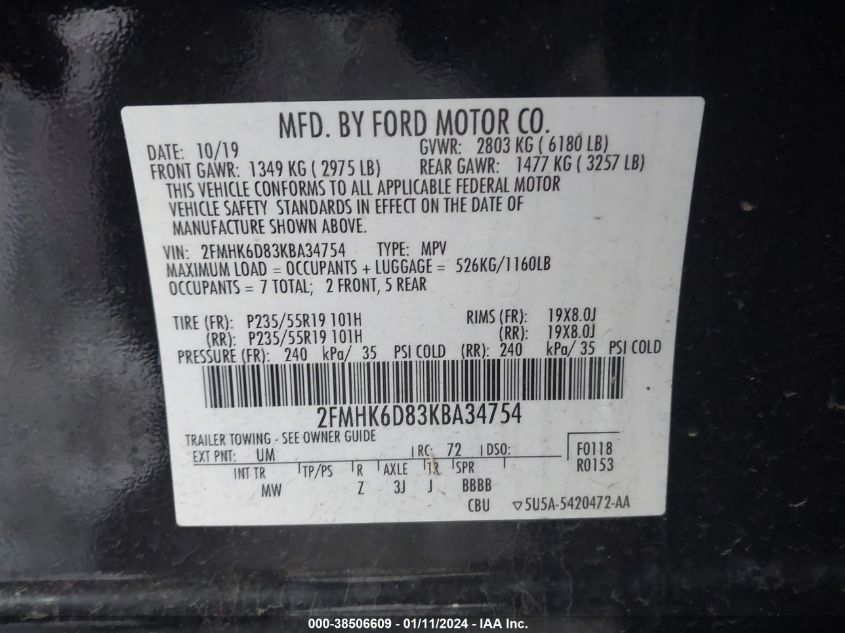 MFD. BY FORD MOTOR CO.
DATE: 10/19 GVWR: 2803 KG ( 6180 LB)
FRONT GAWR: 1349 KG ( 2975 LB) REAR GAWR: 1477 KG ( 3257 LB)
THIS VEHICLE CONFORMS TO ALL APPLICABLE FEDERAL MOTOR
VEHICLE SAFETY STANDARDS IN EFFECT ON THE DATE OF
MANUFACTURE SHOWN ABOVE.
VIN: 2FMHK6D83KBA34754 TYPE: MPV
MAXIMUM LOAD = OCCUPANTS + LUGGAGE = 526KG/1160LB
OCCUPANTS = 7 TOTAL; 2 FRONT, 5 REAR
TIRE (FR): P235/55R19 101H RIMS (FR): 19X8.0J
(RR): P235/55R19 101H (RR): 19X8.0J
PRESSURE (FR): 240 kPa/ 35 PSI COLD (RR): 240 kPa/ 35 PSI COLD
2FMHK6D83KBA34754
TRAILER TOWING - SEE OWNER GUIDE
EXT PNT: UM RC: 72 DSO: F0118
INT TR TP/PS R AXLE TR SPR R0153
MW Z 3J J BBBB
CBU ▽5U5A-5420472-AA
000-38506609 - 01/11/2024 - IAAI Inc.